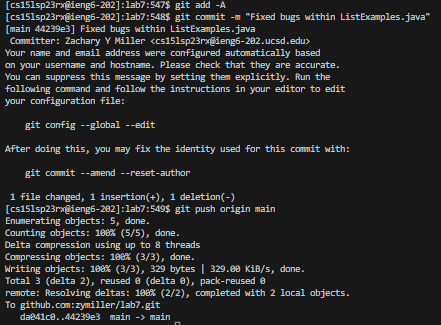 [cs15lsp23rx@ieng6-202]:lab7:547$ git add -A
[cs15lsp23rx@ieng6-202]:lab7:548$ git commit -m "Fixed bugs within ListExamples.java"
[main 44239e3] Fixed bugs within ListExamples.java
 Committer: Zachary Y Miller <cs15lsp23rx@ieng6-202.ucsd.edu>
Your name and email address were configured automatically based
on your username and hostname. Please check that they are accurate.
You can suppress this message by setting them explicitly. Run the
following command and follow the instructions in your editor to edit
your configuration file:

    git config --global --edit

After doing this, you may fix the identity used for this commit with:

    git commit --amend --reset-author

 1 file changed, 1 insertion(+), 1 deletion(-)
[cs15lsp23rx@ieng6-202]:lab7:549$ git push origin main
Enumerating objects: 5, done.
Counting objects: 100% (5/5), done.
Delta compression using up to 8 threads
Compressing objects: 100% (3/3), done.
Writing objects: 100% (3/3), 329 bytes | 329.00 KiB/s, done.
Total 3 (delta 2), reused 0 (delta 0), pack-reused 0
remote: Resolving deltas: 100% (2/2), completed with 2 local objects.
To github.com:zymiller/lab7.git
   da041c0..44239e3  main -> main